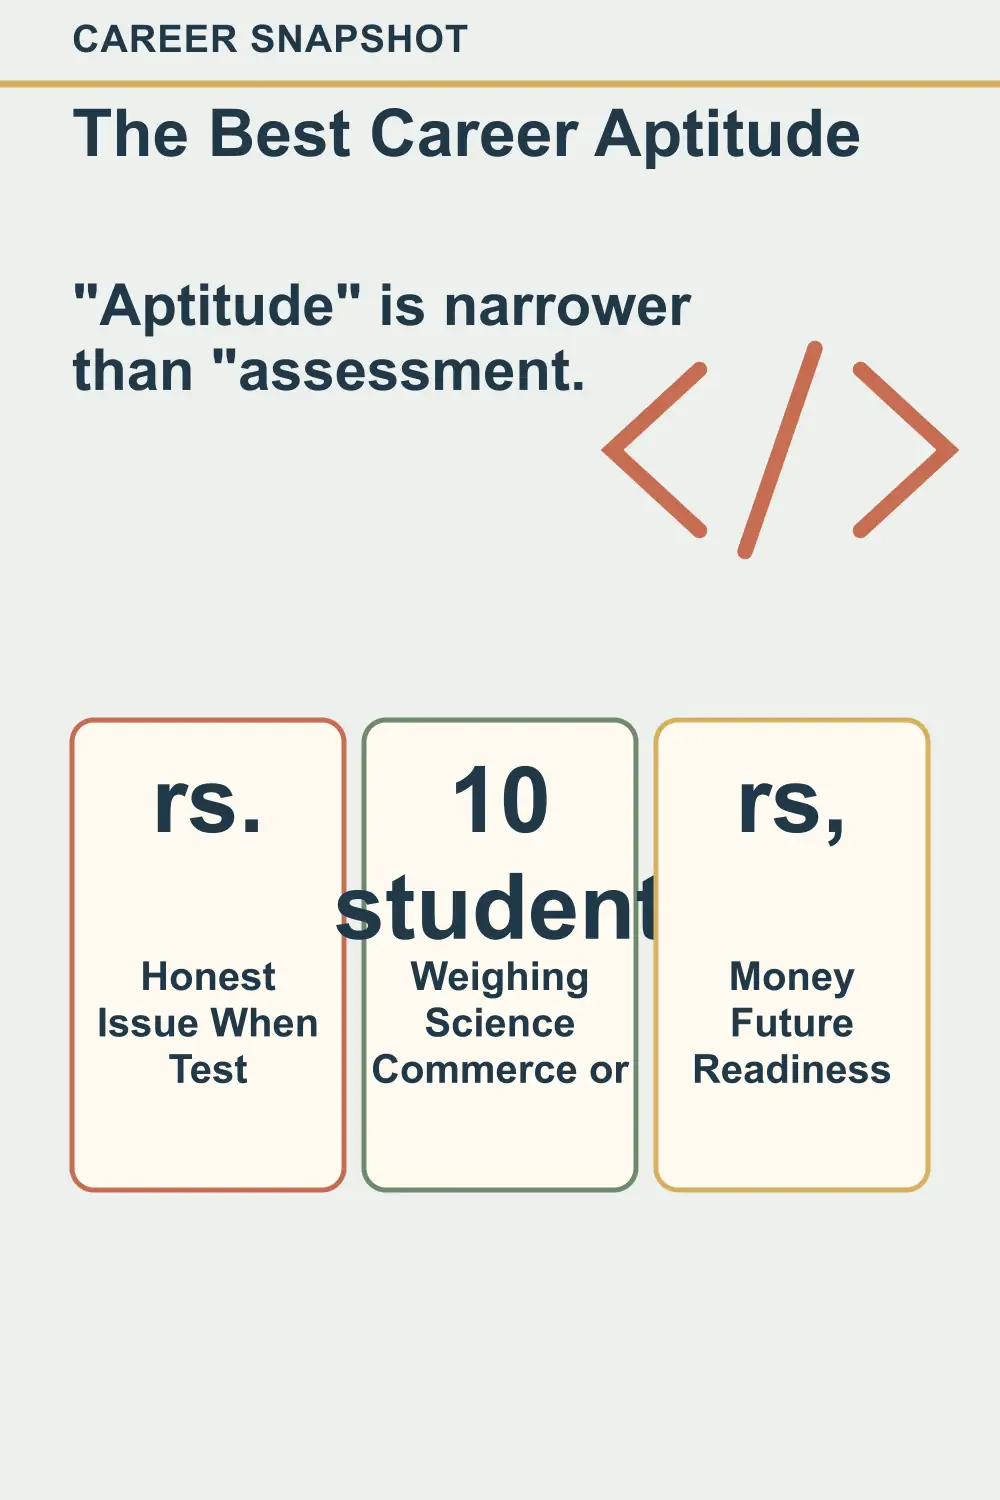 CAREER SNAPSHOT
The Best Career Aptitude
"Aptitude" is narrower
than "assessment.
rs.
Honest
Issue When
Test
10
student
Weighing
Science
Commerce or
rs,
Money
Future
Readiness